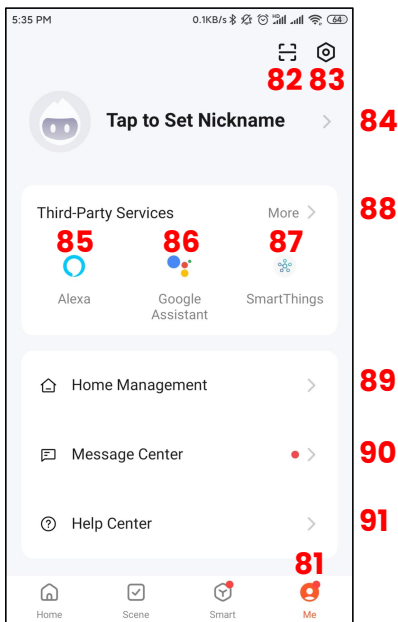 5:35 PM 0.1KB/s HD 64
82 83
Tap to Set Nickname 84
Third-Party Services More 88
85 86 87
Alexa Google Assistant SmartThings
Home Management 89
Message Center 90
Help Center 91
81
Home Scene Smart Me